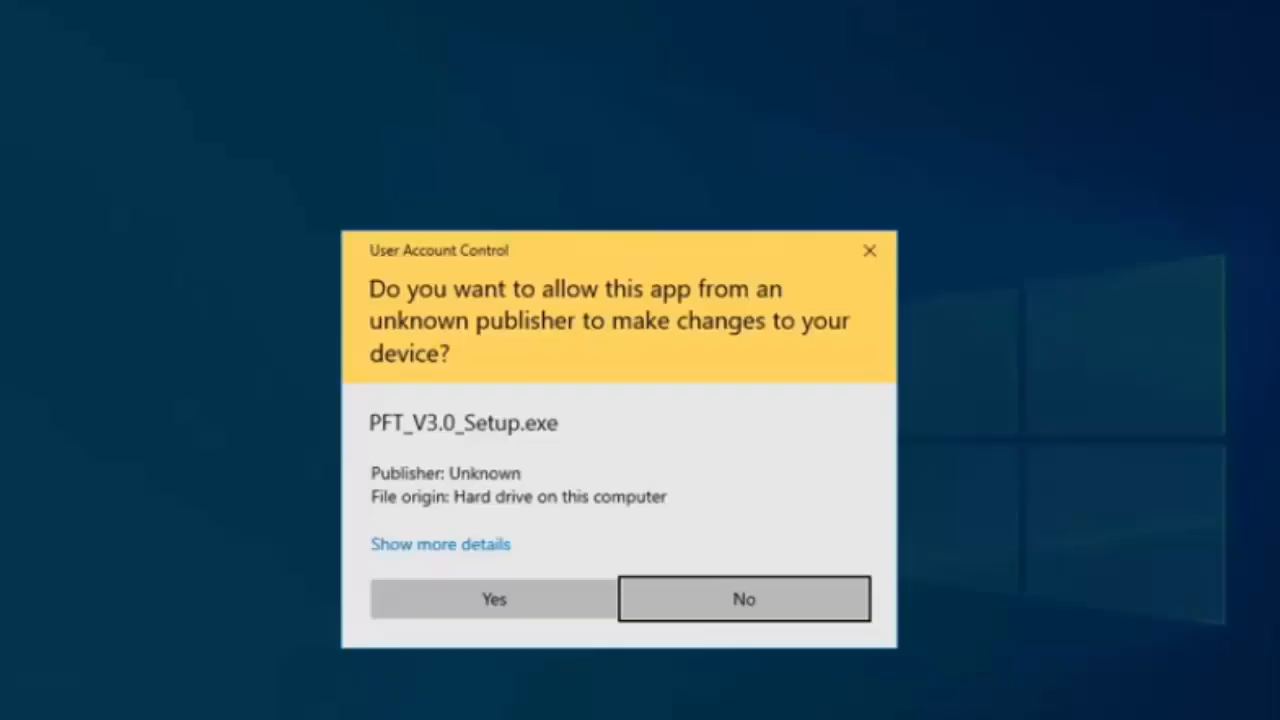 User Account Control
Do you want to allow this app from an
unknown publisher to make changes to your
device?
PFT_V3.0_Setup.exe
Publisher: Unknown
File origin: Hard drive on this computer
Show more details
Yes
No